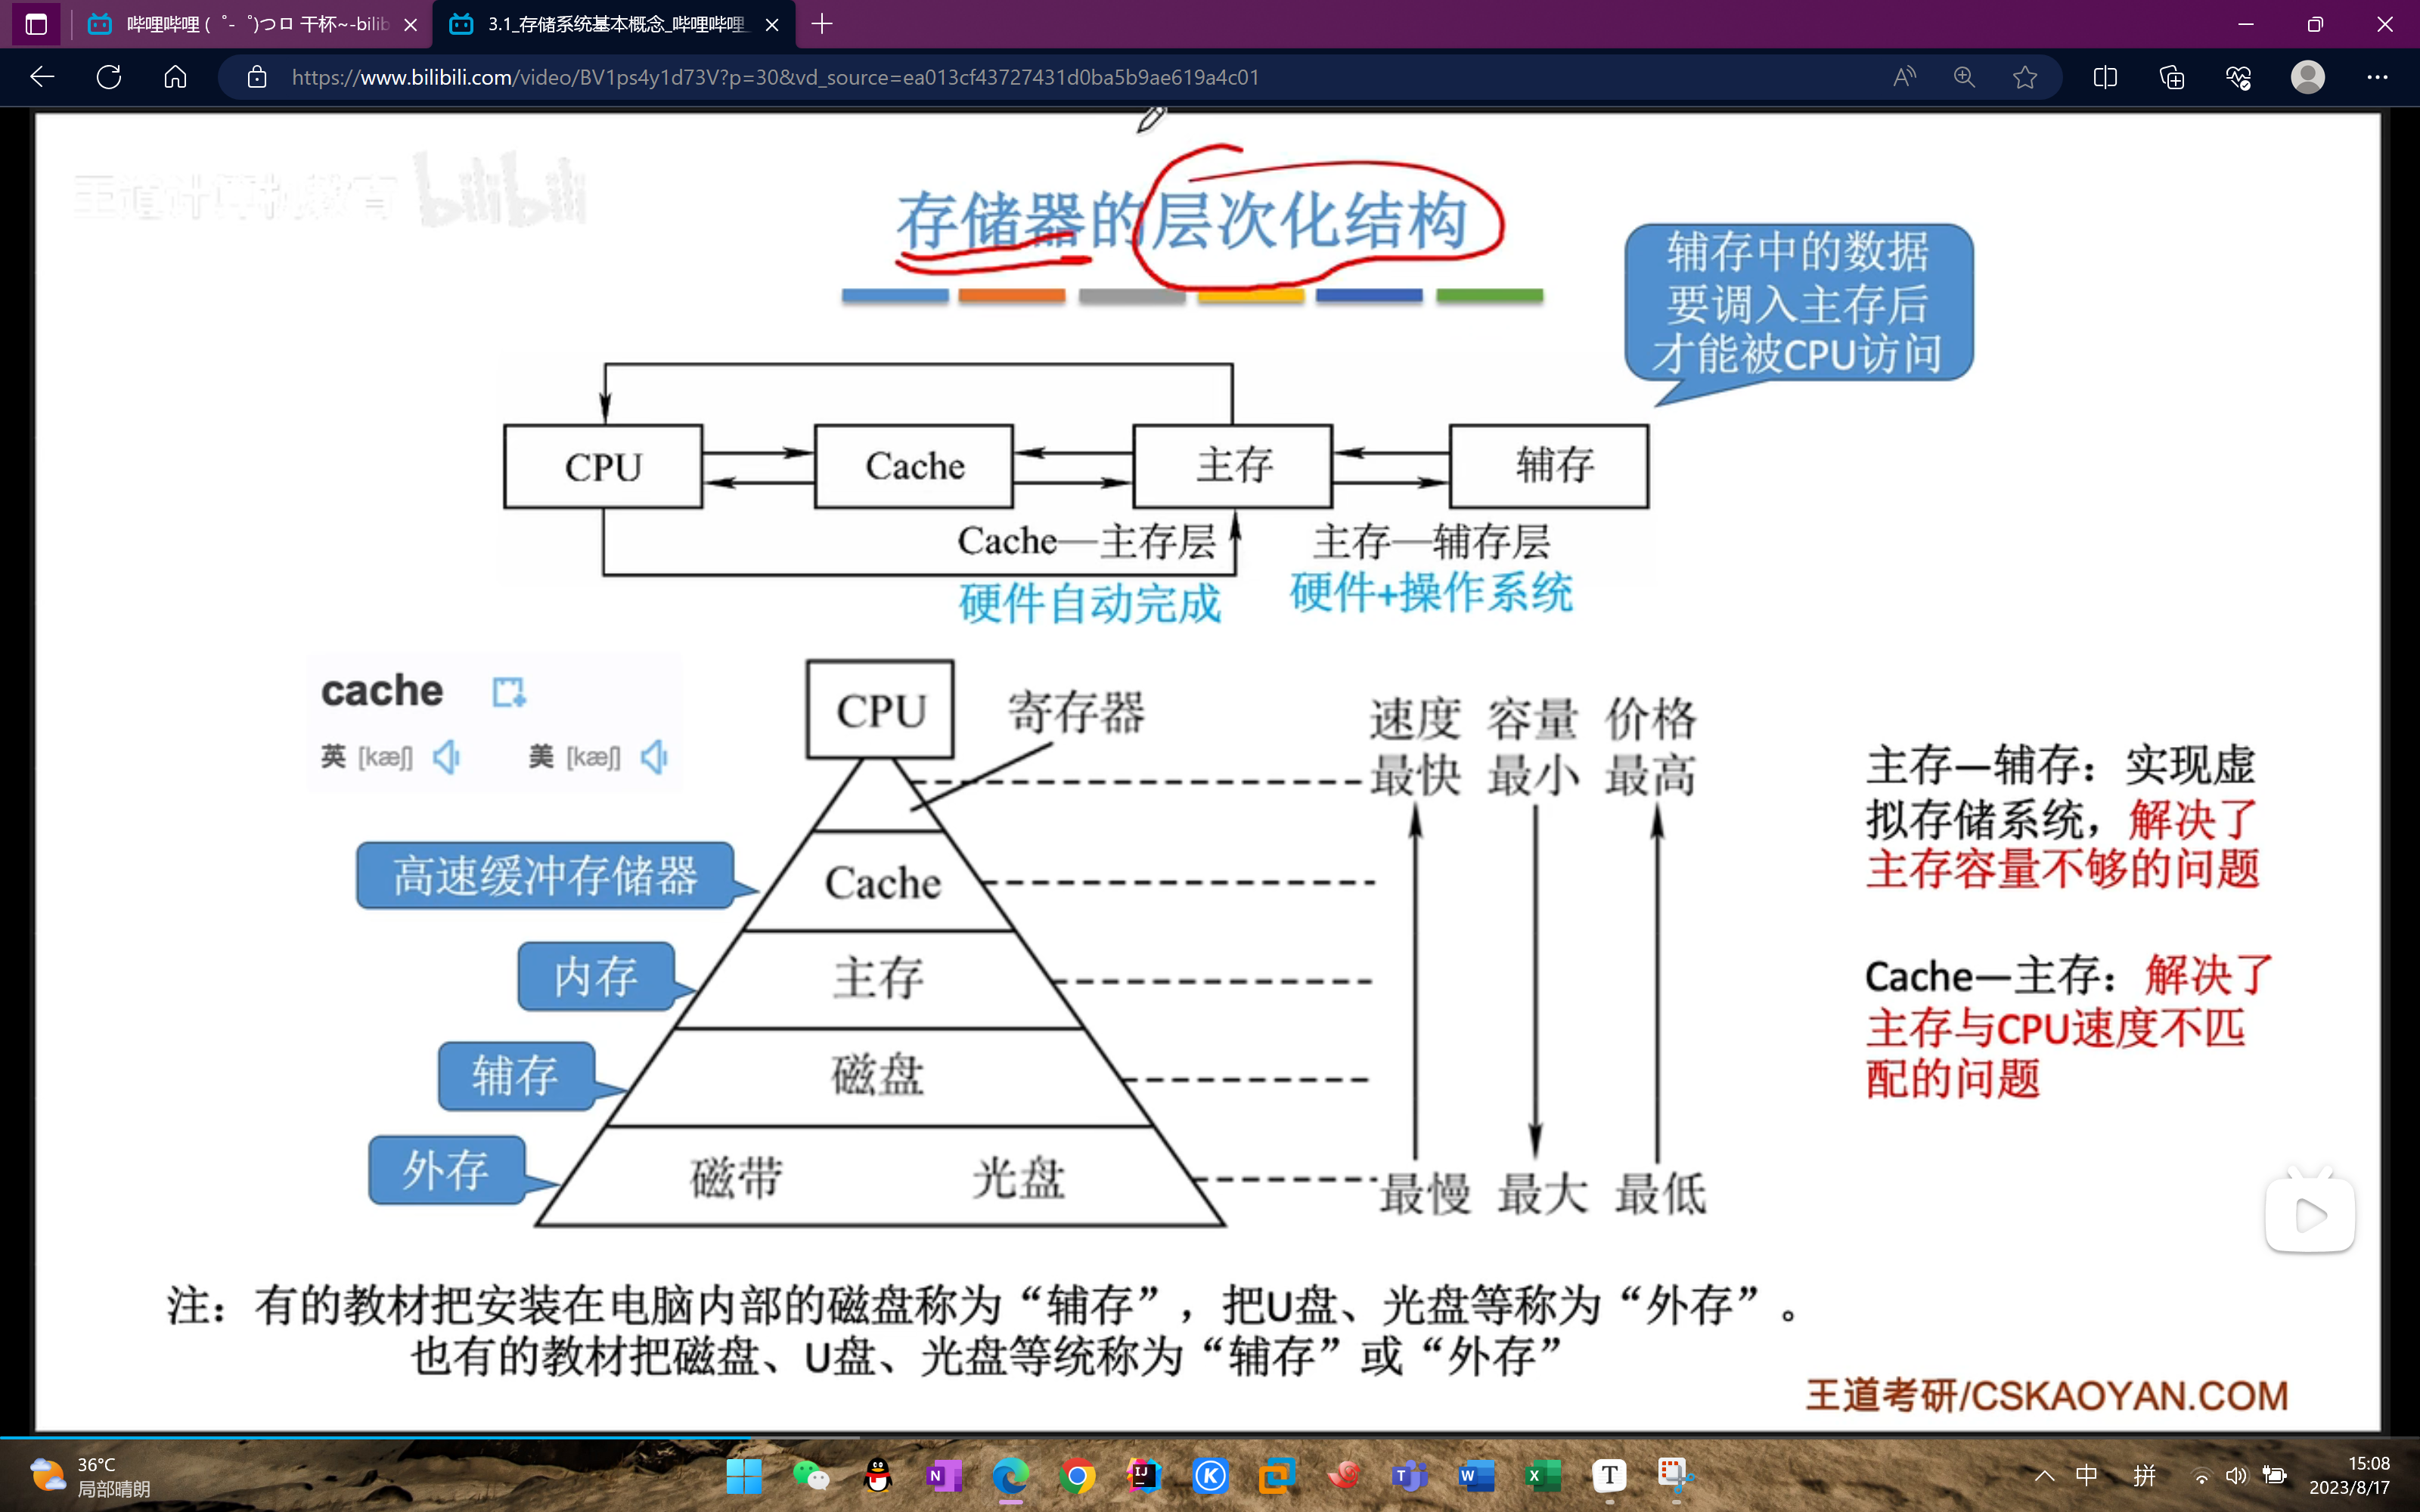 哔哩哔哩 (゜-゜)つロ 干杯~-bilib
3.1_存储系统基本概念_哔哩哔哩
https://www.bilibili.com/video/BV1ps4y1d73V?p=30&vd_source=ea013cf43727431d0ba5b9ae619a4c01
王道计算机教育 bilibili
存储器的层次化结构
辅存中的数据
要调入主存后
才能被CPU访问
CPU
Cache
主存
辅存
Cache—主存层
主存—辅存层
硬件自动完成
硬件+操作系统
cache
英 [kæʃ] 美 [kæʃ]
CPU
寄存器
速度 容量 价格
最快 最小 最高
高速缓冲存储器
Cache
内存
主存
辅存
磁盘
外存
磁带
光盘
最慢 最大 最低
主存—辅存：实现虚
拟存储系统，解决了
主存容量不够的问题
Cache—主存：解决了
主存与CPU速度不匹
配的问题
注：有的教材把安装在电脑内部的磁盘称为“辅存”，把U盘、光盘等称为“外存”。
也有的教材把磁盘、U盘、光盘等统称为“辅存”或“外存”
王道考研/CSKAOYAN.COM
36°C
局部晴朗
中
拼
15:08
2023/8/17